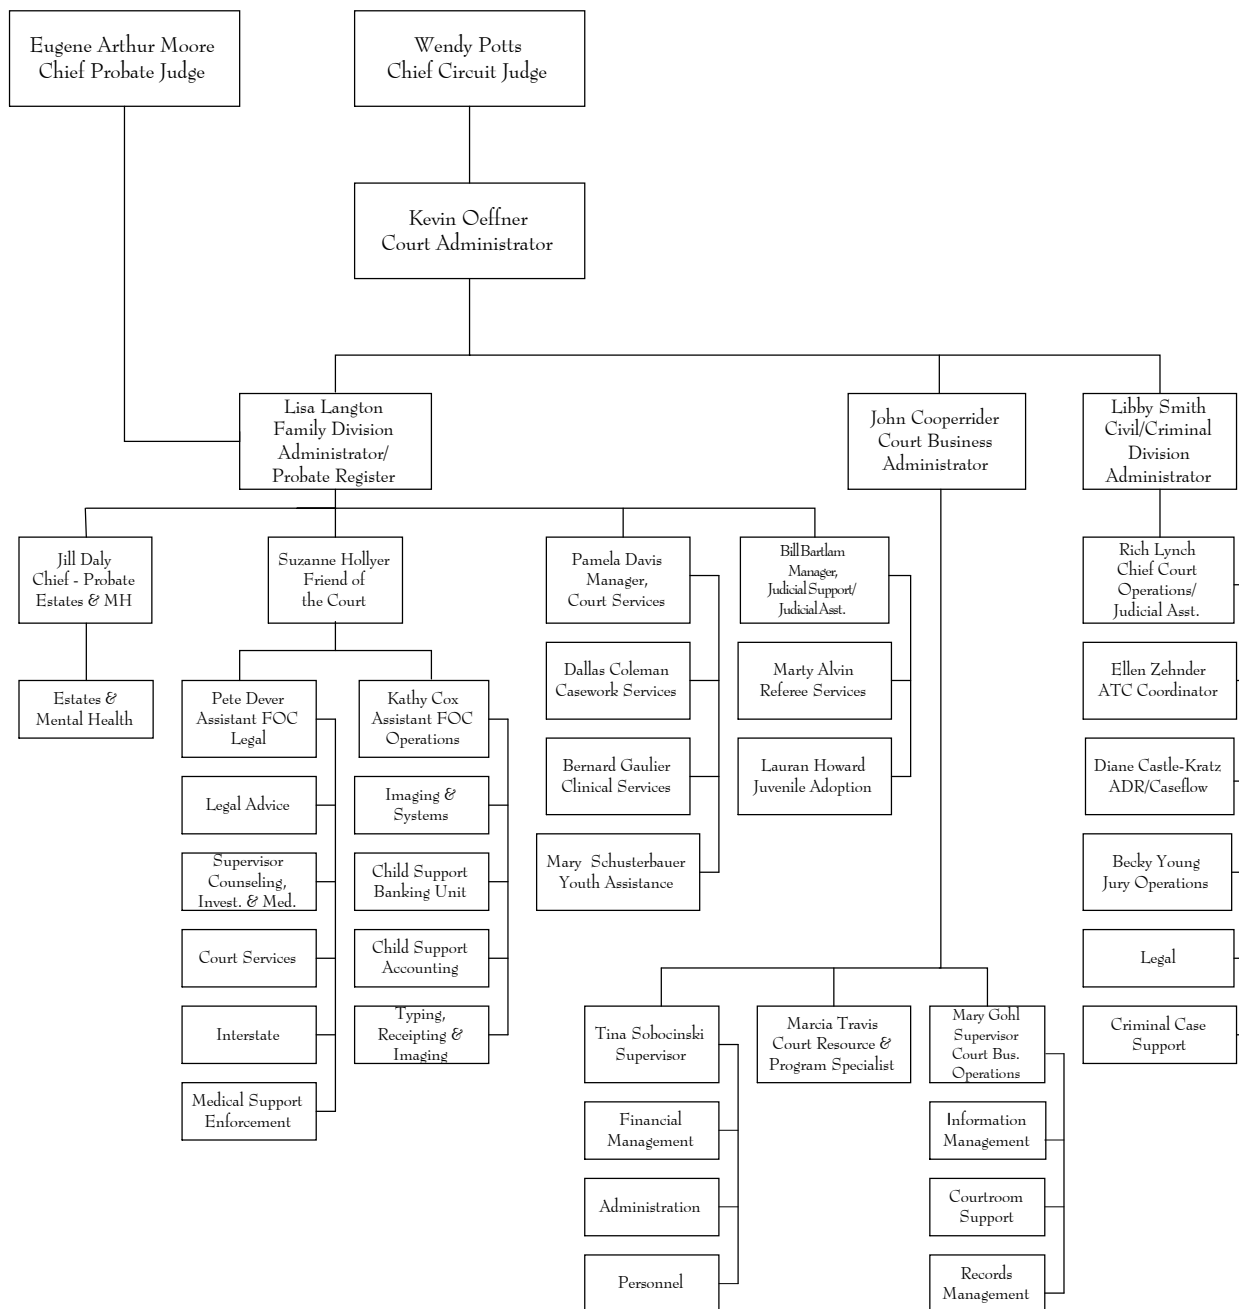 Eugene Arthur Moore
Chief Probate Judge
Wendy Potts
Chief Circuit Judge
Kevin Oeffner
Court Administrator
Lisa Langton
Family Division
Administrator/
Probate Register
John Cooperrider
Court Business
Administrator
Libby Smith
Civil/Criminal
Division
Administrator
Jill Daly
Chief - Probate
Estates & MH
Suzanne Hollyer
Friend of
the Court
Pamela Davis
Manager,
Court Services
Bill Bartlam
Manager,
Judicial Support/
Judicial Asst.
Rich Lynch
Chief Court
Operations/
Judicial Asst.
Estates &
Mental Health
Pete Dever
Assistant FOC
Legal
Kathy Cox
Assistant FOC
Operations
Dallas Coleman
Casework Services
Marty Alvin
Referee Services
Ellen Zehnder
ATC Coordinator
Legal Advice
Imaging &
Systems
Bernard Gaulier
Clinical Services
Lauran Howard
Juvenile Adoption
Diane Castle-Kratz
ADR/Caseflow
Supervisor
Counseling,
Invest. & Med.
Child Support
Banking Unit
Mary Schusterbauer
Youth Assistance
Becky Young
Jury Operations
Court Services
Child Support
Accounting
Legal
Interstate
Typing,
Receipting &
Imaging
Tina Sobocinski
Supervisor
Marcia Travis
Court Resource &
Program Specialist
Mary Gohl
Supervisor
Court Bus.
Operations
Criminal Case
Support
Medical Support
Enforcement
Financial
Management
Information
Management
Administration
Courtroom
Support
Personnel
Records
Management